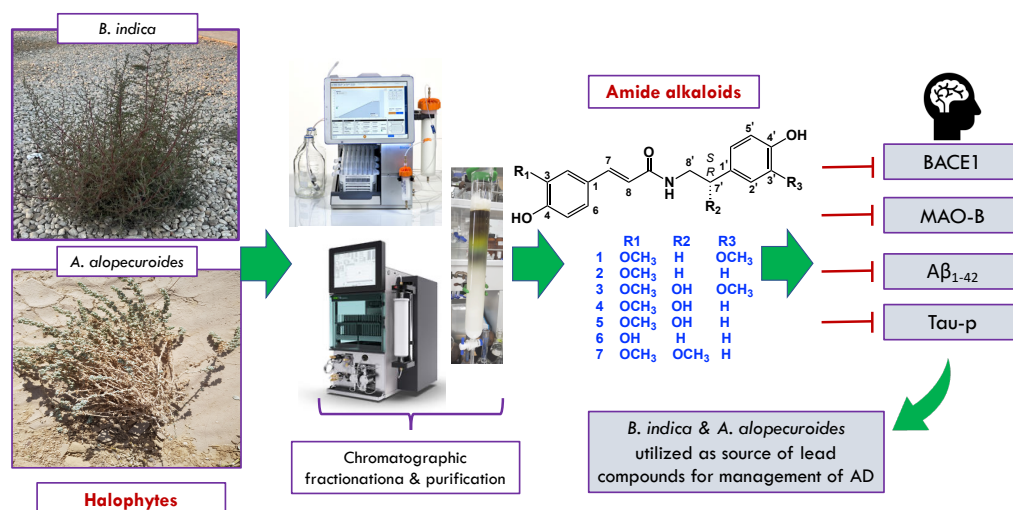 B. indica
A. alopecuroides
Halophytes
Chromatographic
fractionationa & purification
Amide alkaloids
R1
3
4
HO
1
6
7
8
O
N
H
8'
S
R
7'
R2
1'
2'
3'
R3
4'
5'
OH
R1 R2 R3
1 OCH3 H OCH3
2 OCH3 H H
3 OCH3 OH OCH3
4 OCH3 OH H
5 OCH3 OH H
6 OH H H
7 OCH3 OCH3 H
BACE1
MAO-B
Aβ1-42
Tau-p
B. indica & A. alopecuroides
utilized as source of lead
compounds for management of AD